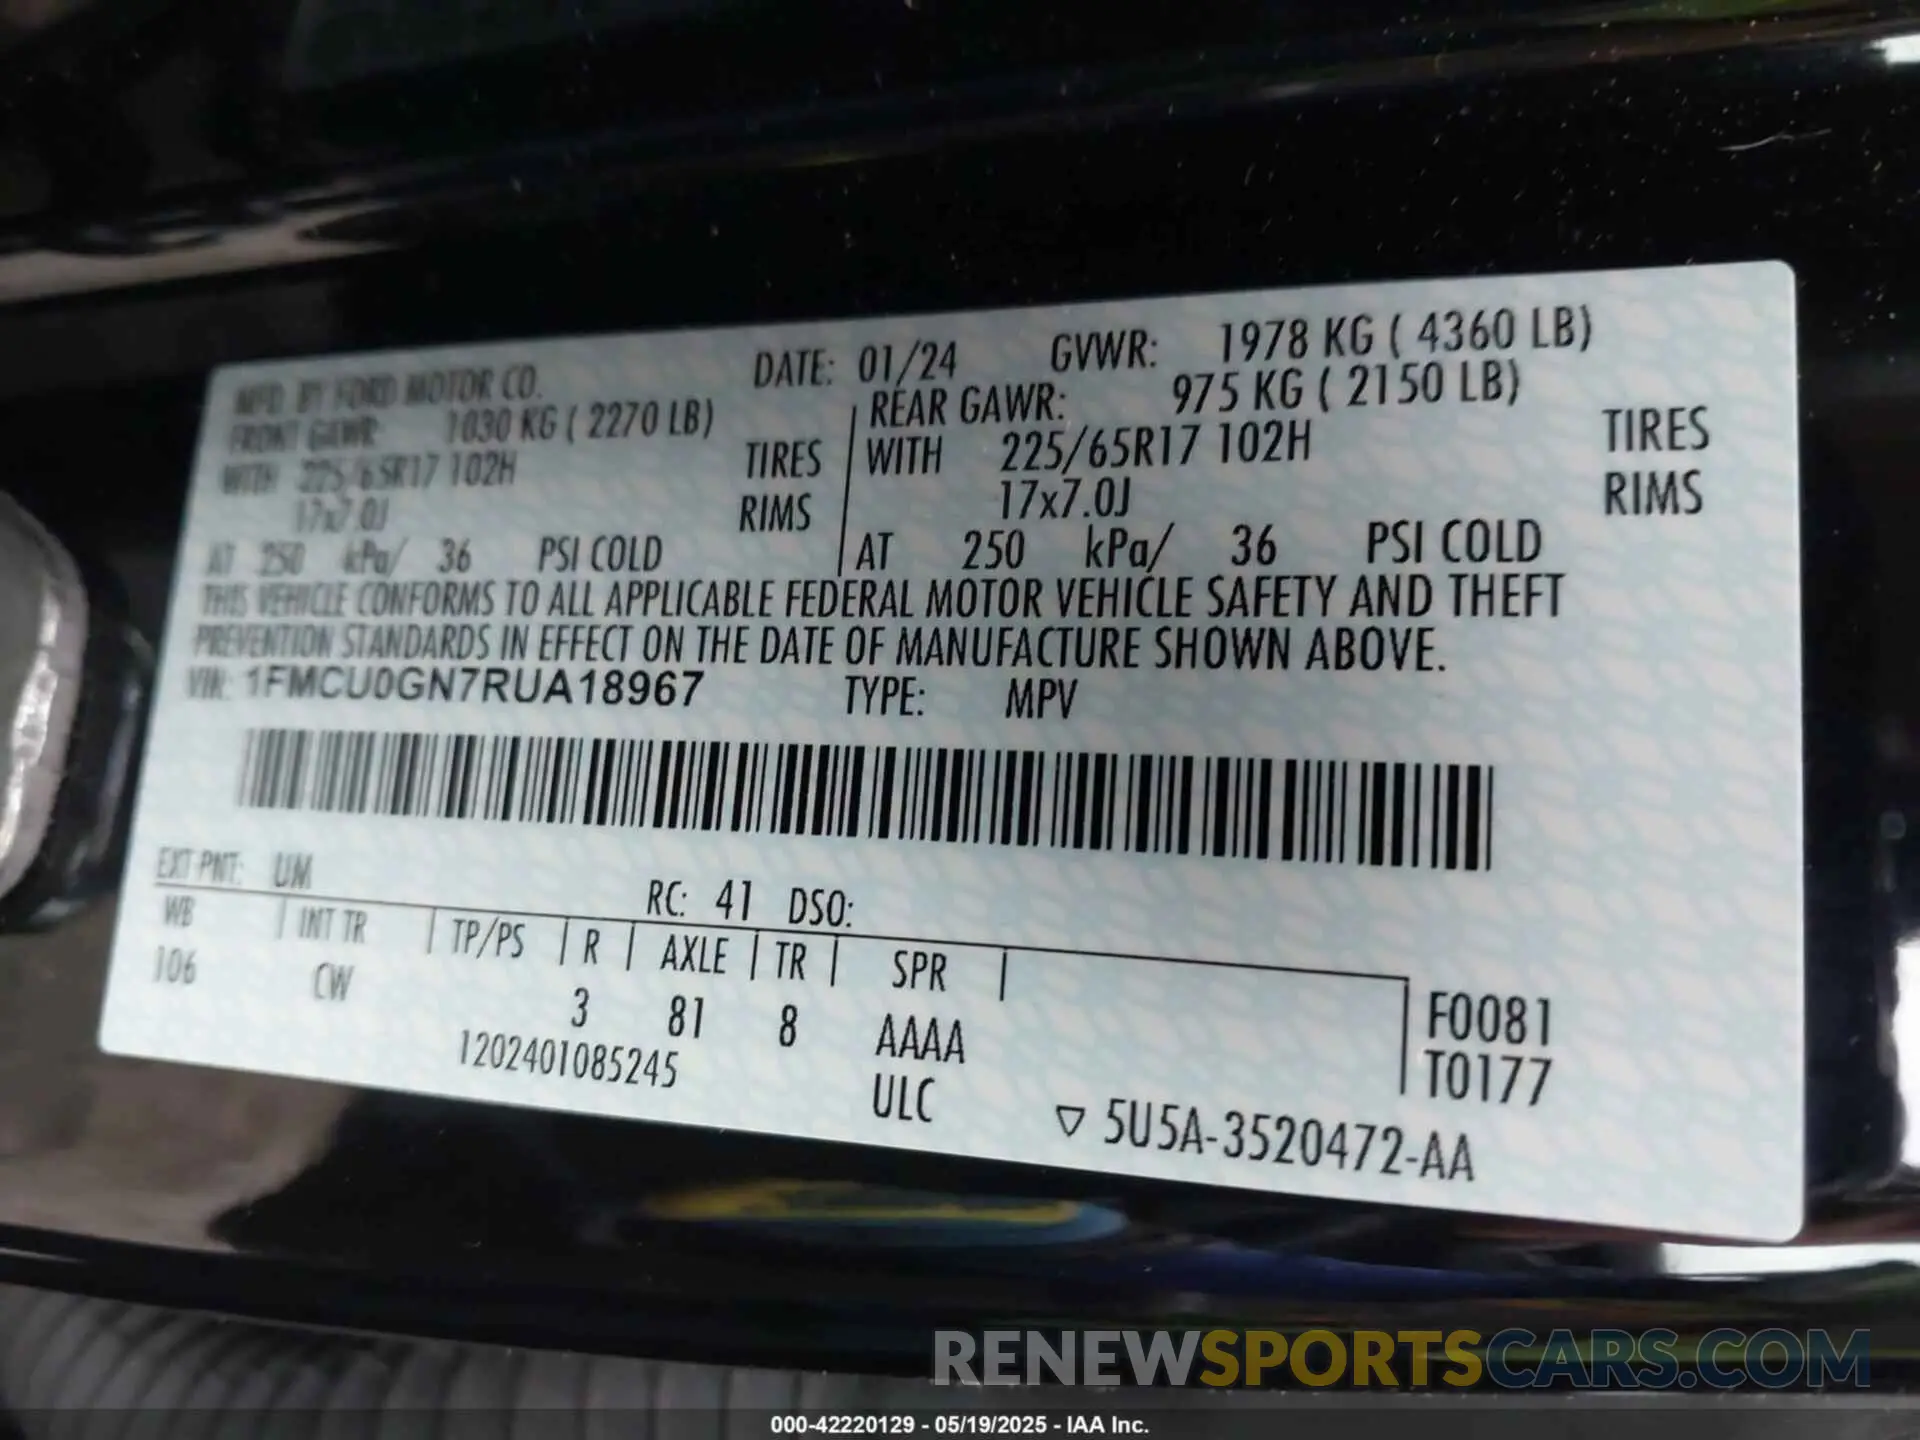 MFD. BY FORD MOTOR CO. DATE: 01/24 GVWR: 1978 KG ( 4360 LB)
FRONT GAWR: 1030 KG ( 2270 LB) REAR GAWR: 975 KG ( 2150 LB)
WITH 225/65R17 102H TIRES WITH 225/65R17 102H TIRES
17x7.0J RIMS 17x7.0J RIMS
AT 250 kPa/ 36 PSI COLD AT 250 kPa/ 36 PSI COLD
THIS VEHICLE CONFORMS TO ALL APPLICABLE FEDERAL MOTOR VEHICLE SAFETY AND THEFT
PREVENTION STANDARDS IN EFFECT ON THE DATE OF MANUFACTURE SHOWN ABOVE.
VIN: 1FMCU0GN7RUA18967 TYPE: MPV
EXT PNT: UM RC: 41 DSO:
WB INT TR TP/PS R AXLE TR SPR
106 CW 3 81 8 AAAA F0081
1202401085245 ULC T0177
▽ 5U5A-3520472-AA
RENEWSPORTSCARS.COM
000-42220129 - 05/19/2025 - IAA Inc.